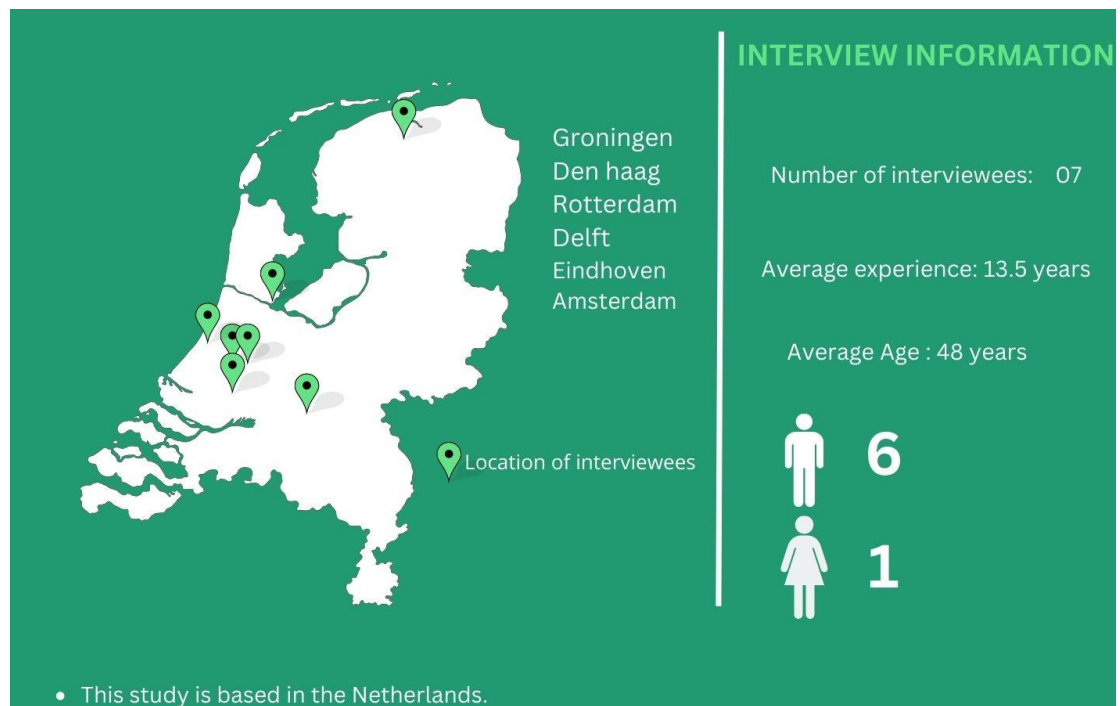 INTERVIEW INFORMATION
Groningen
Den haag
Rotterdam
Delft
Eindhoven
Amsterdam
Number of interviewees: 07
Average experience: 13.5 years
Average Age : 48 years
6
1
Location of interviewees
• This study is based in the Netherlands.